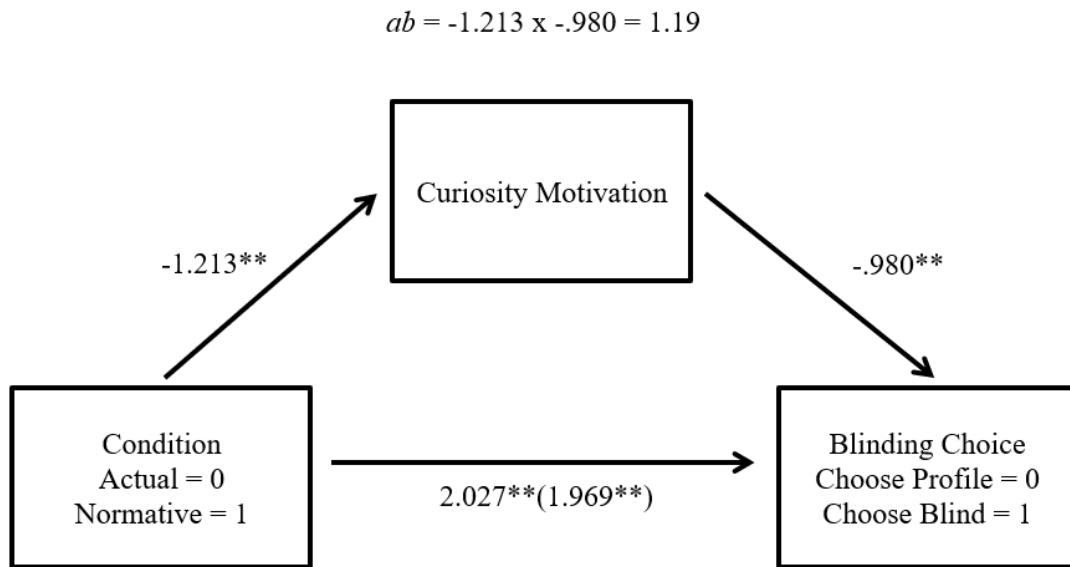 ab = -1.213 x -.980 = 1.19
Curiosity Motivation
-1.213**
-.980**
Condition
Actual = 0
Normative = 1
2.027**(1.969**)
Blinding Choice
Choose Profile = 0
Choose Blind = 1